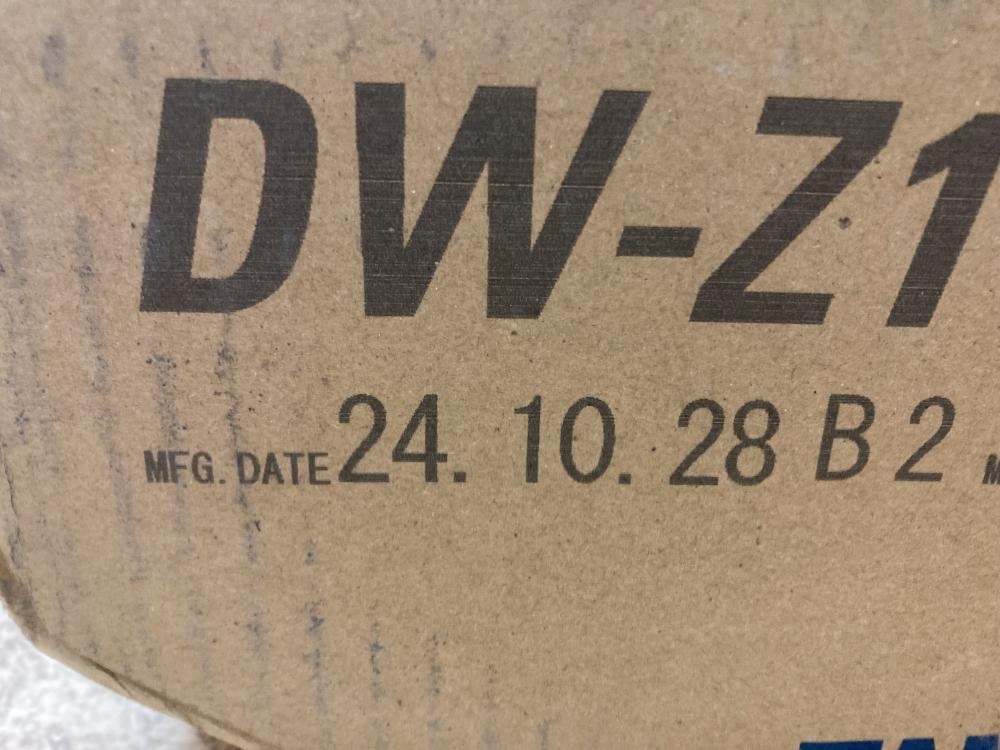 DW-Z1
MFG. DATE 24. 10. 28 B 2